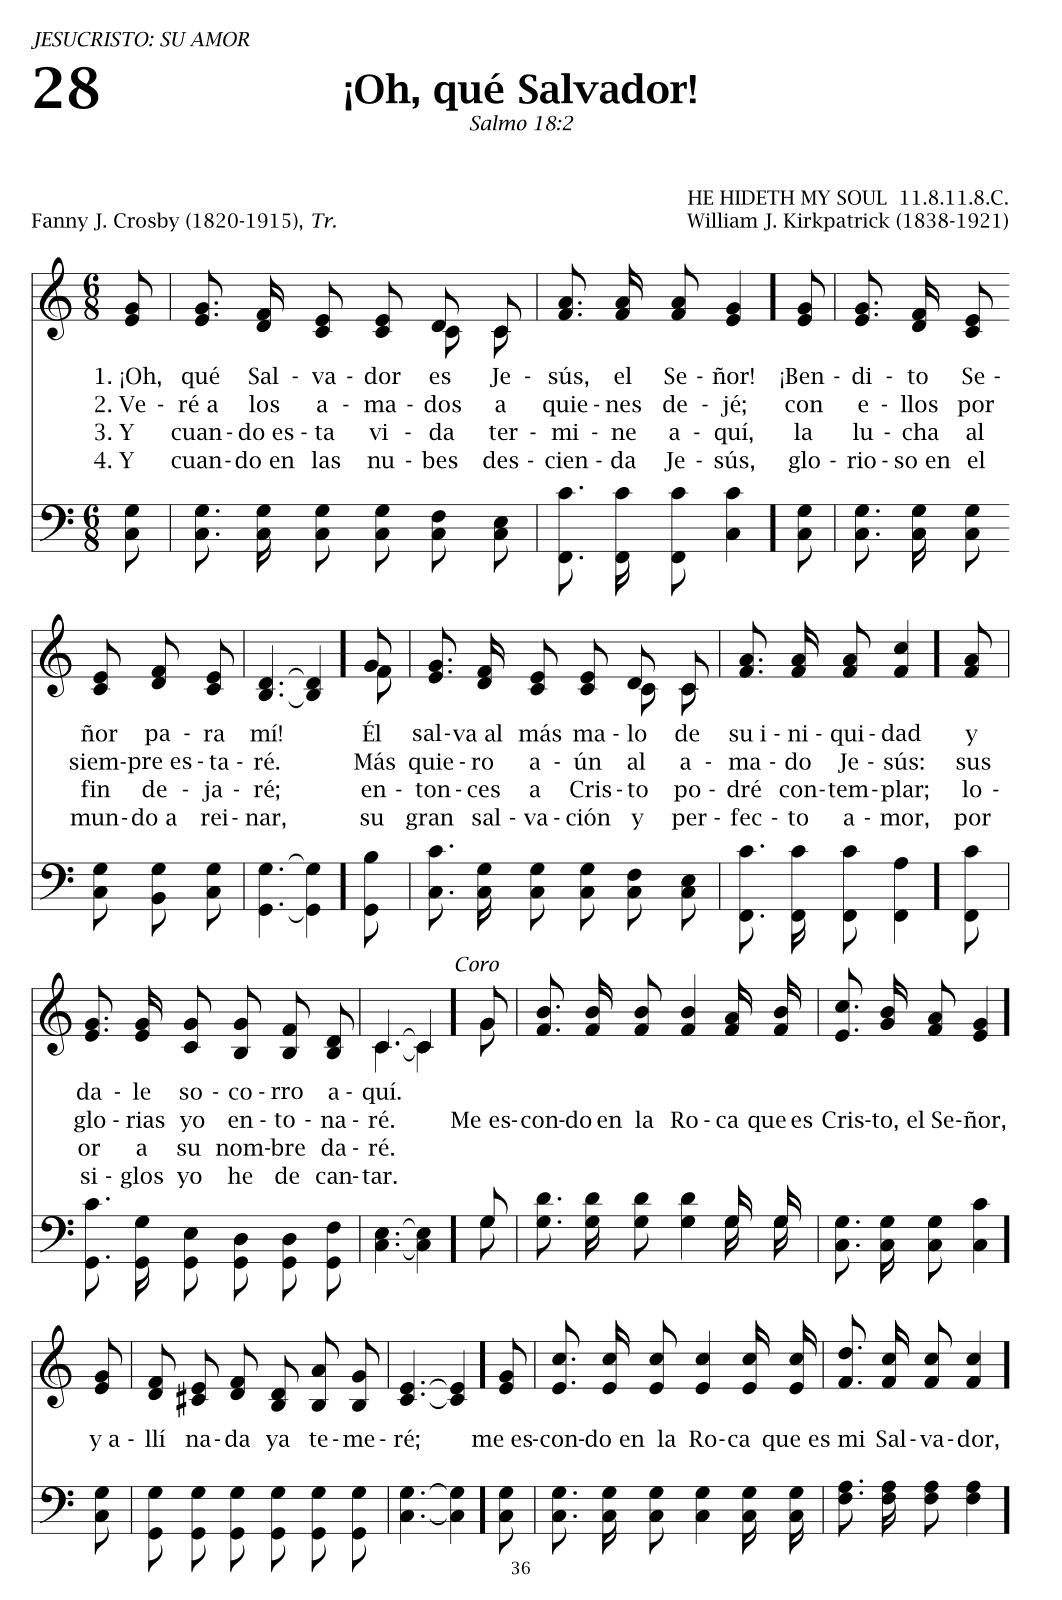 JESUCRISTO: SU AMOR
28
¡Oh, qué Salvador!
Salmo 18:2
HE HIDETH MY SOUL 11.8.11.8.C.
Fanny J. Crosby (1820-1915), Tr.
William J. Kirkpatrick (1838-1921)
1. ¡Oh, qué Sal - va - dor es Je - sús, el Se - ñor! ¡Ben - di - to Se -
2. Ve - ré a los a - ma - dos a quie - nes de - jé; con e - llos por
3. Y cuan - do es - ta vi - da ter - mi - ne a - quí, la lu - cha al
4. Y cuan - do en las nu - bes des - cien - da Je - sús, glo - rio - so en el
ñor pa - ra mí! Él sal - va al más ma - lo de su i - ni - qui - dad y
siem - pre es - ta - ré. Más quie - ro a - ún al a - ma - do Je - sús: sus
fin de - ja - ré; en - ton - ces a Cris - to po - dré con - tem - plar; lo -
mun - do a rei - nar, su gran sal - va - ción y per - fec - to a - mor, por
Coro
da - le so - co - rro a - quí.
glo - rias yo en - to - na - ré. Me es - con - do en la Ro - ca que es Cris - to, el Se - ñor,
or a su nom - bre da - ré.
si - glos yo he de can - tar.
y a - llí na - da ya te - me - ré; me es - con - do en la Ro - ca que es mi Sal - va - dor,
36